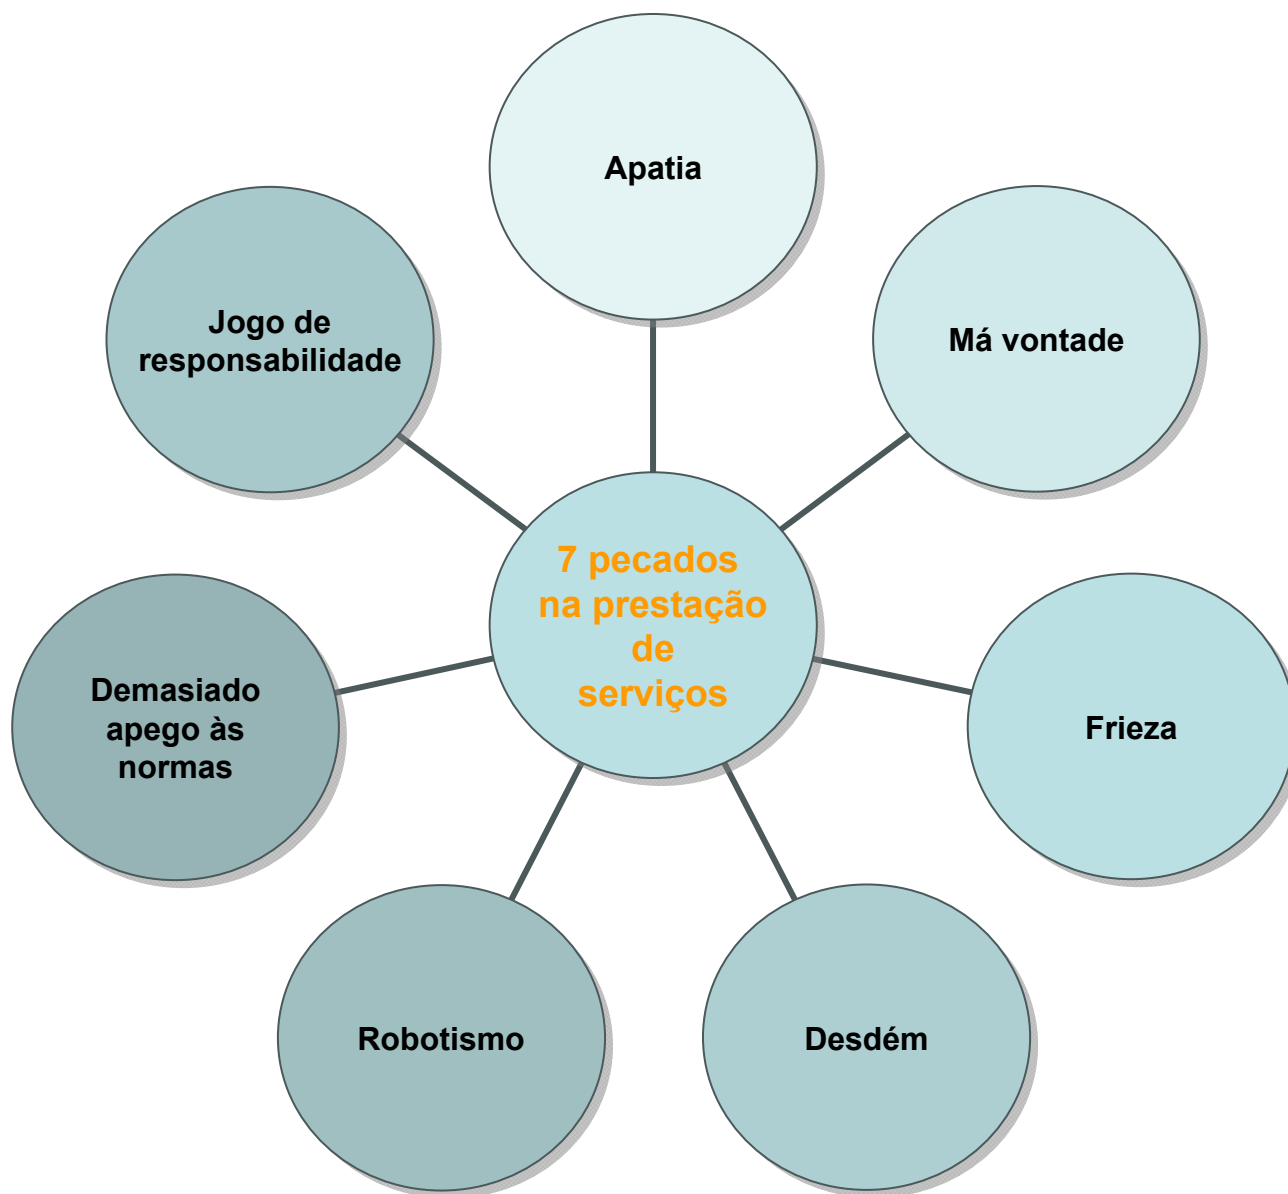 Apatia
Jogo de
responsabilidade
Má vontade
7 pecados
na prestação
de
serviços
Demasiado
apego às
normas
Frieza
Robotismo
Desdém